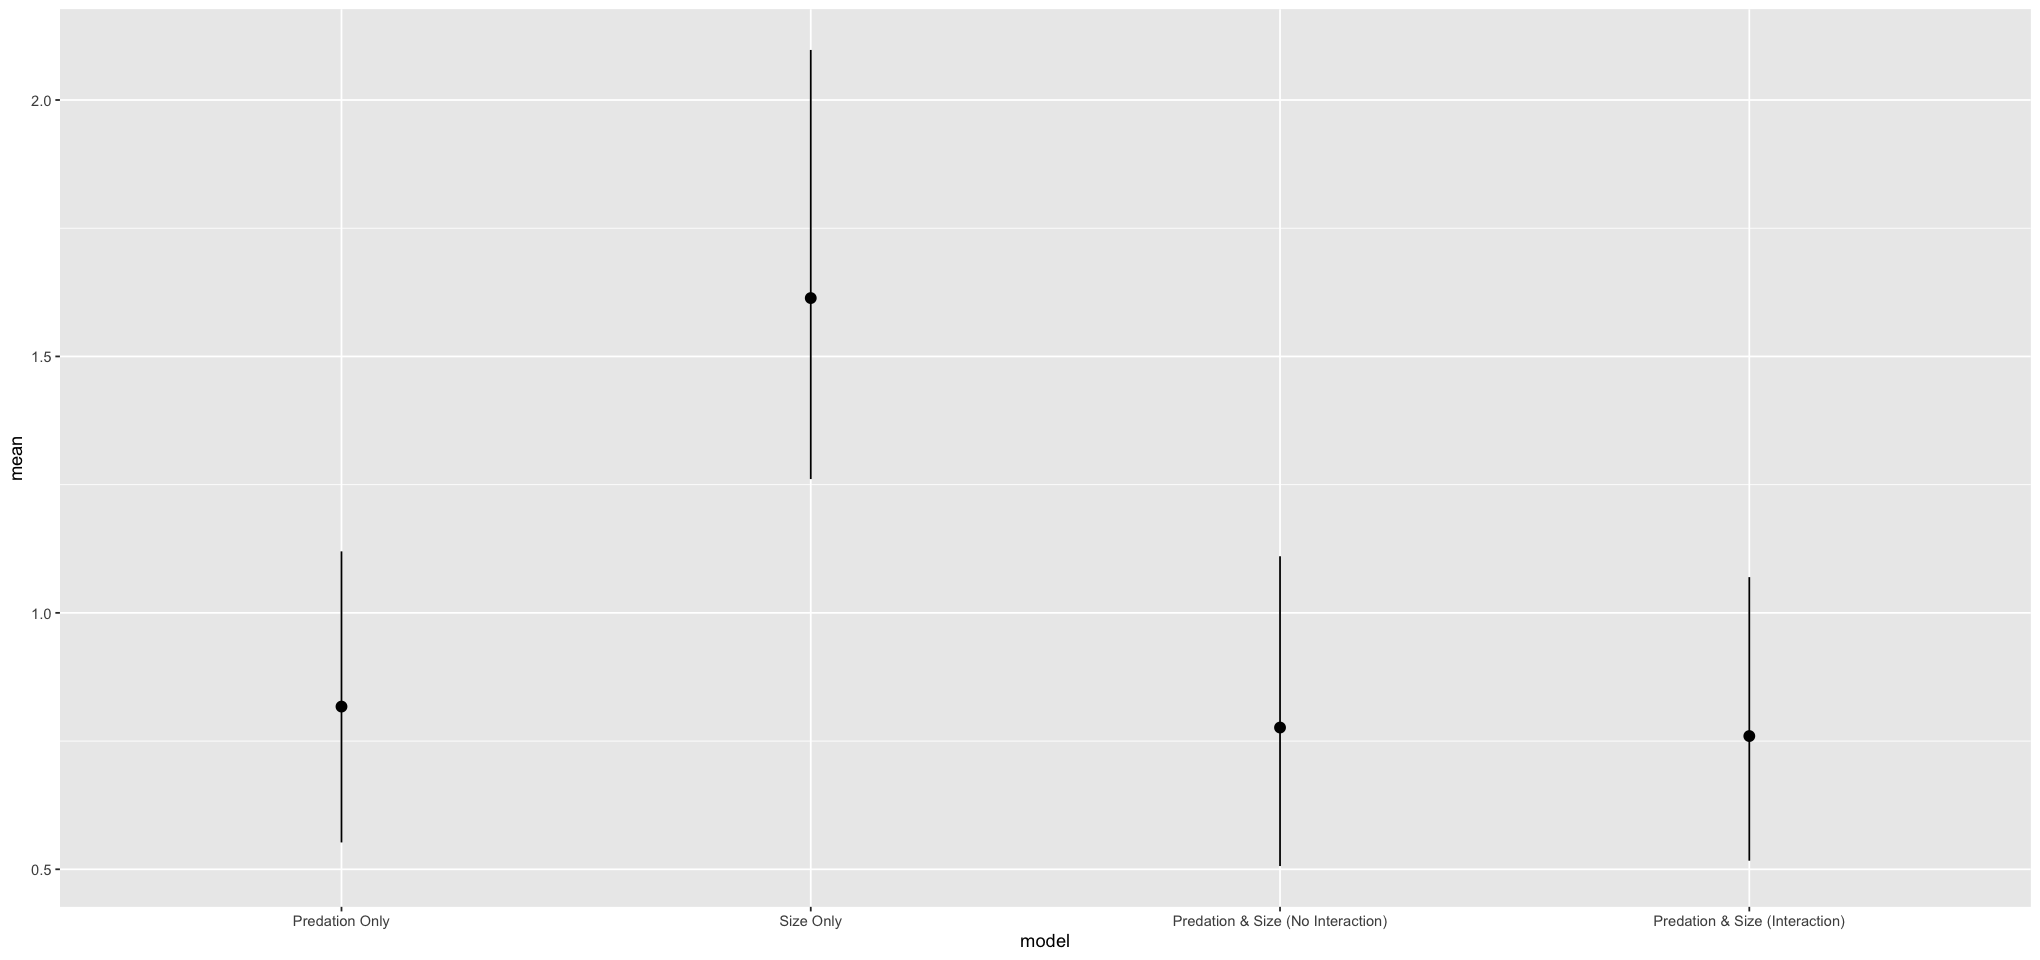 2.0
1.5
1.0
0.5
mean
Predation Only
Size Only
Predation & Size (No Interaction)
Predation & Size (Interaction)
model